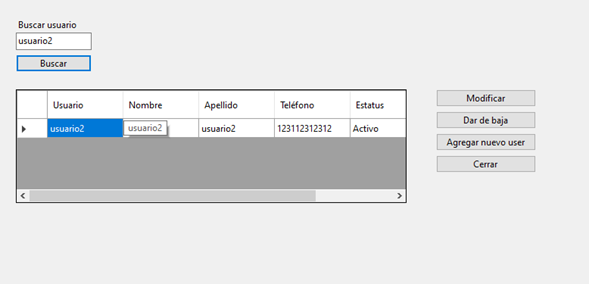 Buscar usuario
usuario2
Buscar
Usuario Nombre Apellido Teléfono Estatus
usuario2 usuario2 usuario2 123112312312 Activo
Modificar
Dar de baja
Agregar nuevo user
Cerrar